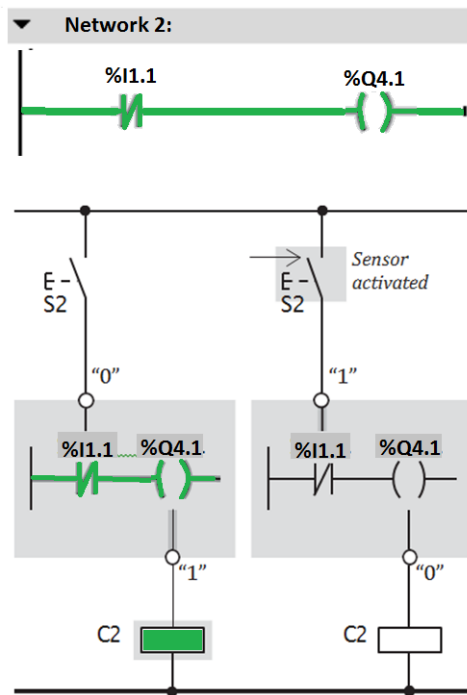 Network 2:
%I1.1 %Q4.1
E
S2
E
S2
Sensor
activated
“0”
“1”
%I1.1 %Q4.1
%I1.1 %Q4.1
“1”
“0”
C2
C2